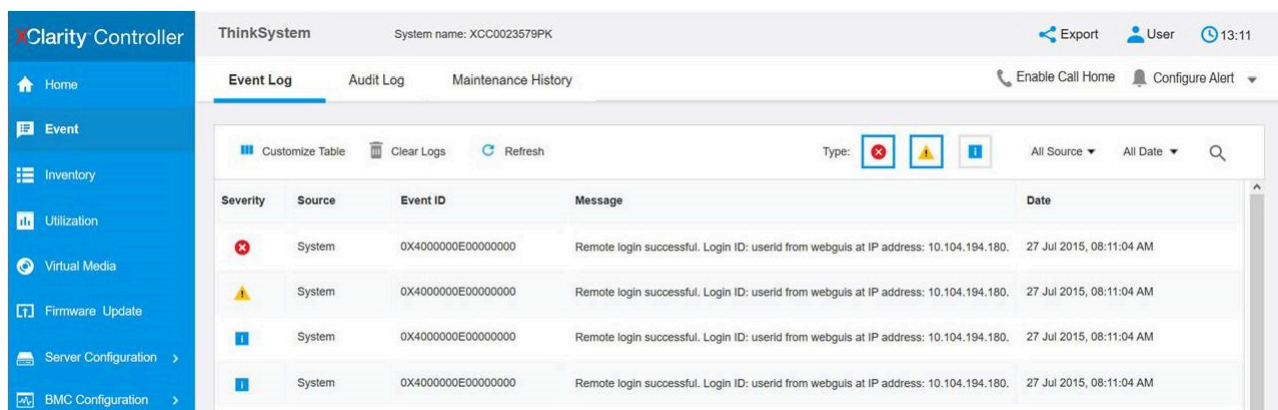 XClarity Controller
ThinkSystem System name: XCC0023579PK Export User 13:11
Home
Event Log Audit Log Maintenance History Enable Call Home Configure Alert
Event
Customize Table Clear Logs Refresh Type: All Source All Date
Inventory
Severity Source Event ID Message Date
Utilization
System 0X4000000E00000000 Remote login successful. Login ID: userid from webguis at IP address: 10.104.194.180. 27 Jul 2015, 08:11:04 AM
Virtual Media
System 0X4000000E00000000 Remote login successful. Login ID: userid from webguis at IP address: 10.104.194.180. 27 Jul 2015, 08:11:04 AM
Firmware Update
System 0X4000000E00000000 Remote login successful. Login ID: userid from webguis at IP address: 10.104.194.180. 27 Jul 2015, 08:11:04 AM
Server Configuration
System 0X4000000E00000000 Remote login successful. Login ID: userid from webguis at IP address: 10.104.194.180. 27 Jul 2015, 08:11:04 AM
BMC Configuration